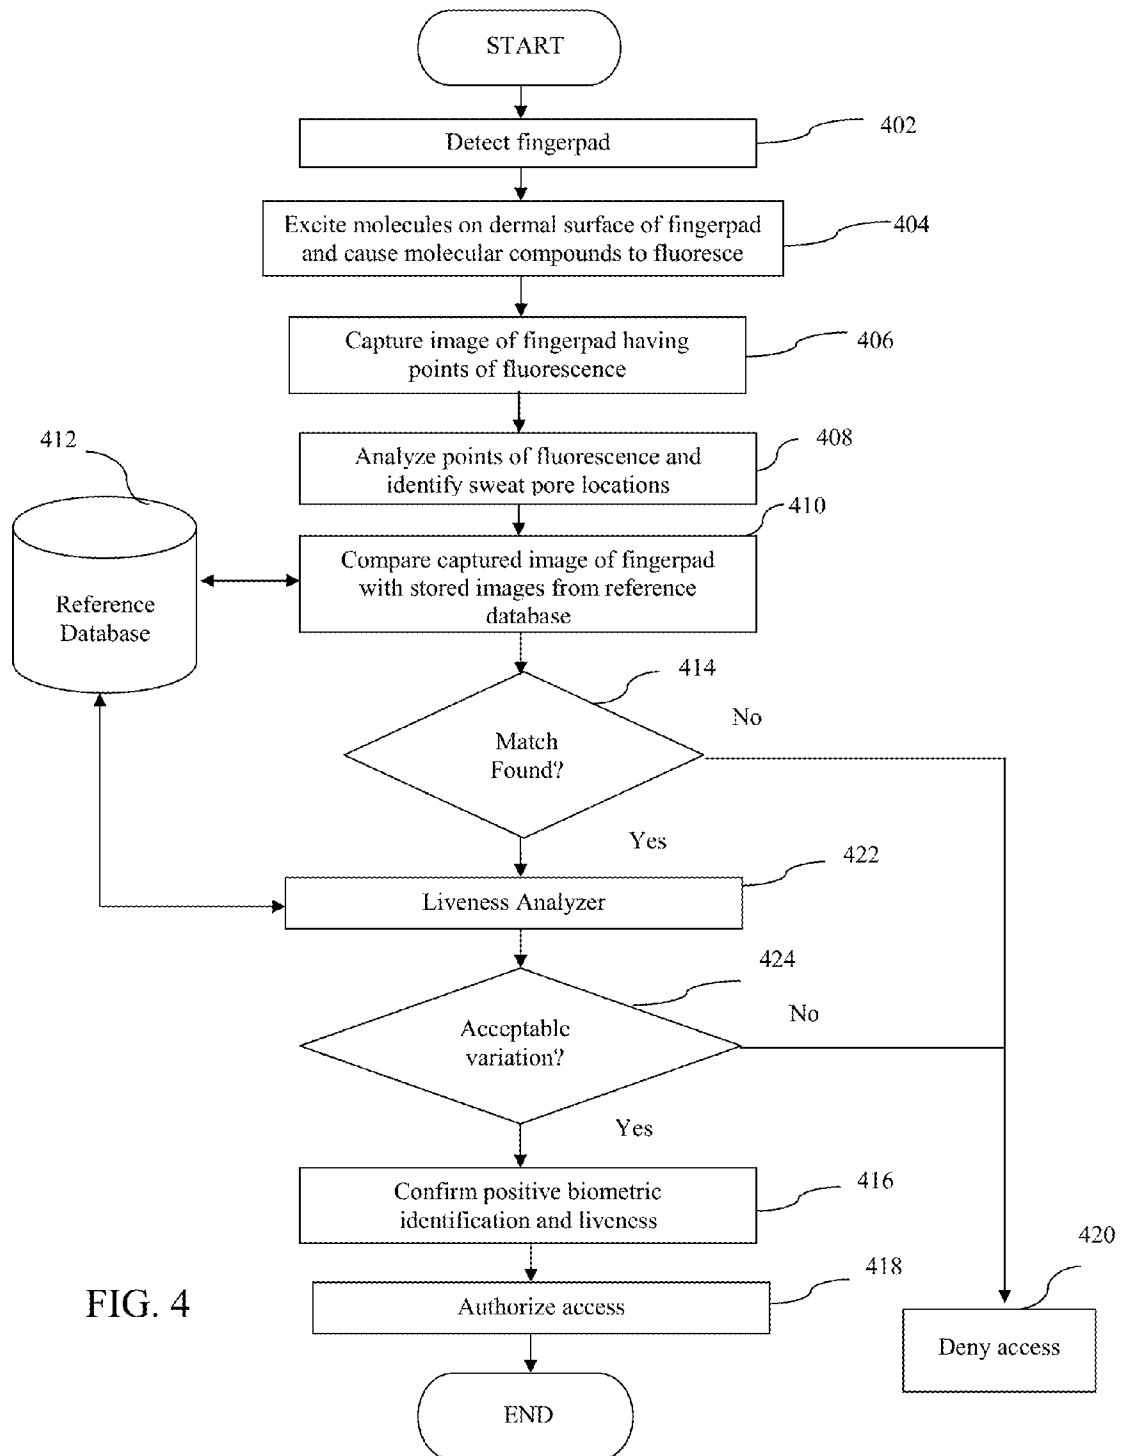 START
Detect fingerpad
402
Excite molecules on dermal surface of fingerpad
and cause molecular compounds to fluoresce
404
Capture image of fingerpad having
points of fluorescence
406
Analyze points of fluorescence and
identify sweat pore locations
408
412
410
Compare captured image of fingerpad
with stored images from reference
database
Reference
Database
414
No
Match
Found?
Yes
422
Liveness Analyzer
424
No
Acceptable
variation?
Yes
Confirm positive biometric
identification and liveness
416
420
418
Authorize access
FIG. 4
Deny access
END